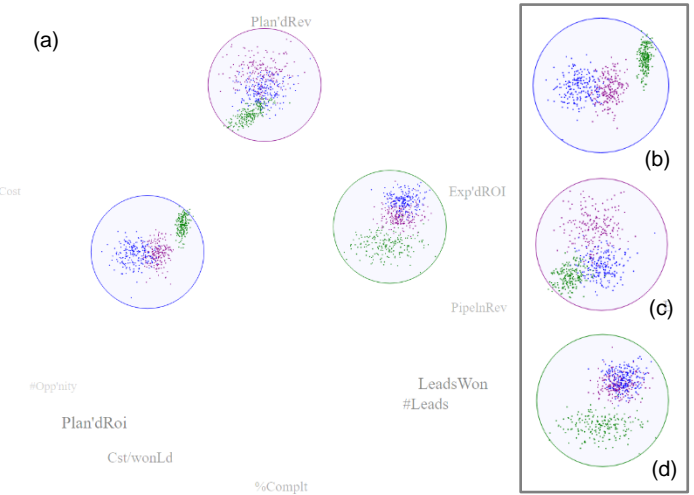 (a)
Plan'dRev
(b)
Cost
Exp'dROI
PipelnRev
(c)
#Opp'nity
LeadsWon
#Leads
Plan'dRoi
Cst/wonLd
(d)
%Complt